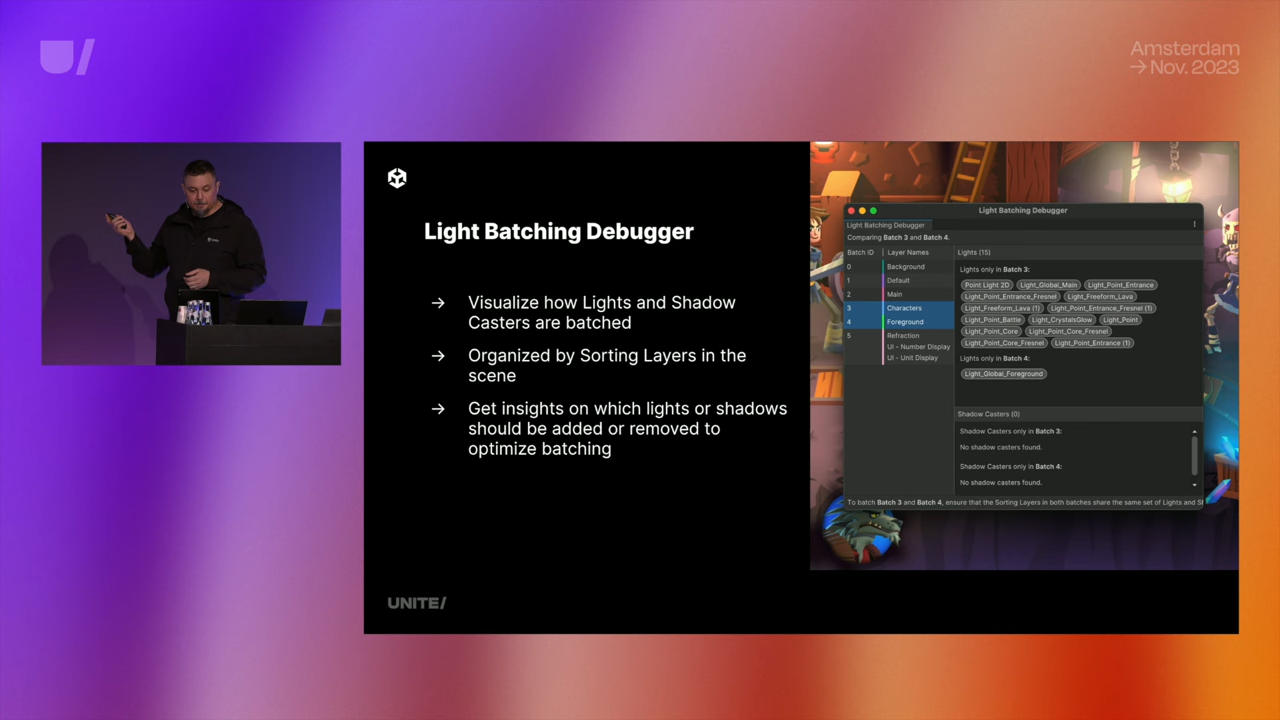 U/
Amsterdam
→ Nov. 2023
Light Batching Debugger
→ Visualize how Lights and Shadow
Casters are batched
→ Organized by Sorting Layers in the
scene
→ Get insights on which lights or shadows
should be added or removed to
optimize batching
UNITE/
Light Batching Debugger
Light Batching Debugger
Comparing Batch 3 and Batch 4.
Batch ID Layer Names
0 Background
1 Default
2 Main
3 Characters
4 Foreground
5 Refraction
UI - Number Display
UI - Unit Display
Lights (15)
Lights only in Batch 3:
Point Light 2D Light_Global_Main Light_Point_Entrance
Light_Point_Entrance_Fresnel Light_Freeform_Lava
Light_Freeform_Lava (1) Light_Point_Entrance_Fresnel (1)
Light_Point_Battle Light_CrystalsGlow Light_Point
Light_Point_Core Light_Point_Core_Fresnel
Light_Point_Core_Fresnel Light_Point_Entrance (1)
Lights only in Batch 4:
Light_Global_Foreground
Shadow Casters (0)
Shadow Casters only in Batch 3:
No shadow casters found.
Shadow Casters only in Batch 4:
No shadow casters found.
To batch Batch 3 and Batch 4, ensure that the Sorting Layers in both batches share the same set of Lights and